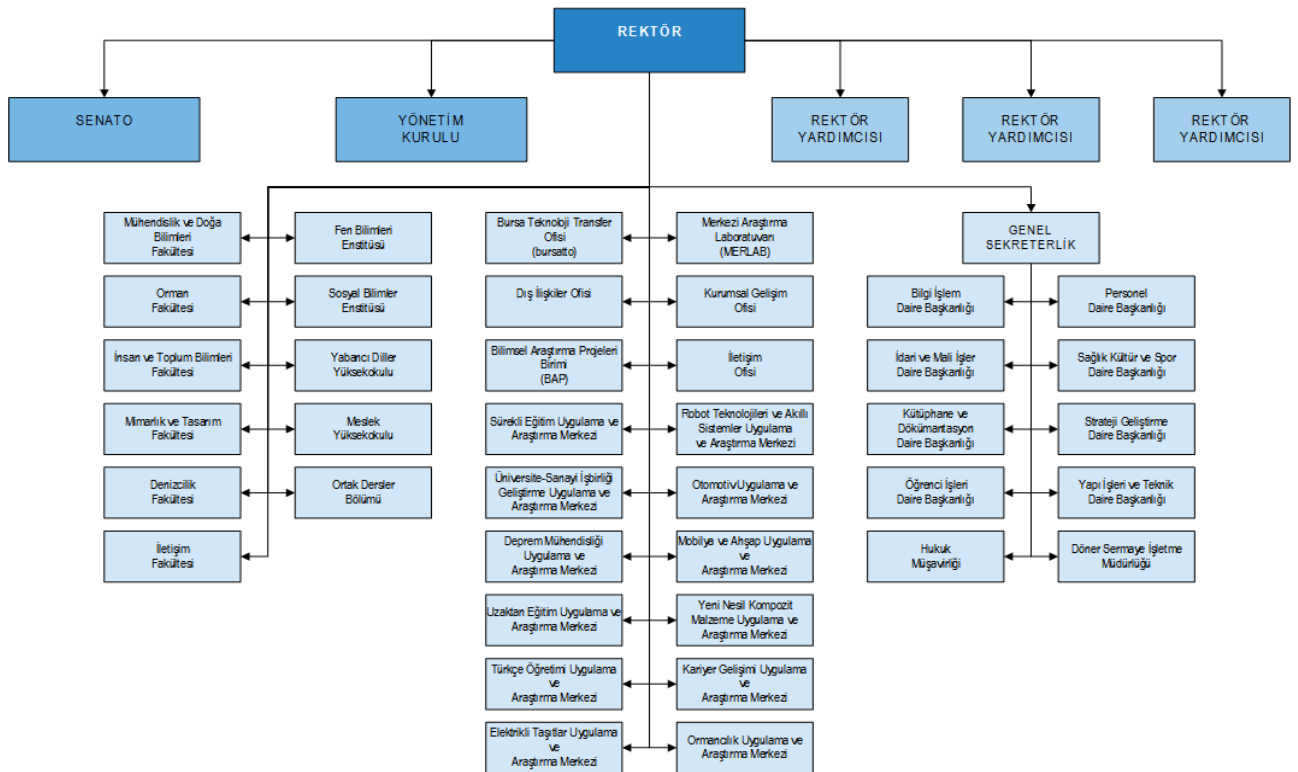 REKTÖR
SENATO
YÖNETİM
KURULU
REKTÖR
YARDIMCISI
REKTÖR
YARDIMCISI
REKTÖR
YARDIMCISI
Mühendislik ve Doğa
Bilimleri
Fakültesi
Fen Bilimleri
Enstitüsü
Orman
Fakültesi
Sosyal Bilimler
Enstitüsü
İnsan ve Toplum Bilimleri
Fakültesi
Yabancı Diller
Yüksekokulu
Mimarlık ve Tasarım
Fakültesi
Meslek
Yüksekokulu
Denizcilik
Fakültesi
Ortak Dersler
Bölümü
İletişim
Fakültesi
Bursa Teknoloji Transfer
Ofisi
(bursatto)
Merkezi Araştırma
Laboratuvarı
(MERLAB)
Dış İlişkiler Ofisi
Kurumsal Gelişim
Ofisi
Bilimsel Araştırma Projeleri
Birimi
(BAP)
İletişim
Ofisi
Sürekli Eğitim Uygulama ve
Araştırma Merkezi
Robot Teknolojileri ve Akıllı
Sistemler Uygulama
ve Araştırma Merkezi
Üniversite-Sanayi İşbirliği
Geliştirme Uygulama ve
Araştırma Merkezi
Otomotiv Uygulama ve
Araştırma Merkezi
Deprem Mühendisliği
Uygulama ve
Araştırma Merkezi
Mobilya ve Ahşap Uygulama
ve
Araştırma Merkezi
Uzaktan Eğitim Uygulama ve
Araştırma Merkezi
Yeni Nesil Kompozit
Malzeme Uygulama ve
Araştırma Merkezi
Türkçe Öğretimi Uygulama
ve
Araştırma Merkezi
Kariyer Gelişimi Uygulama
ve
Araştırma Merkezi
Elektrikli Taşıtlar Uygulama
ve
Araştırma Merkezi
Ormancılık Uygulama ve
Araştırma Merkezi
GENEL
SEKRETERLİK
Bilgi İşlem
Daire Başkanlığı
Personel
Daire Başkanlığı
İdari ve Mali İşler
Daire Başkanlığı
Sağlık Kültür ve Spor
Daire Başkanlığı
Kütüphane ve
Dökümantasyon
Daire Başkanlığı
Strateji Geliştirme
Daire Başkanlığı
Öğrenci İşleri
Daire Başkanlığı
Yapı İşleri ve Teknik
Daire Başkanlığı
Hukuk
Müşavirliği
Döner Sermaye İşletme
Müdürlüğü